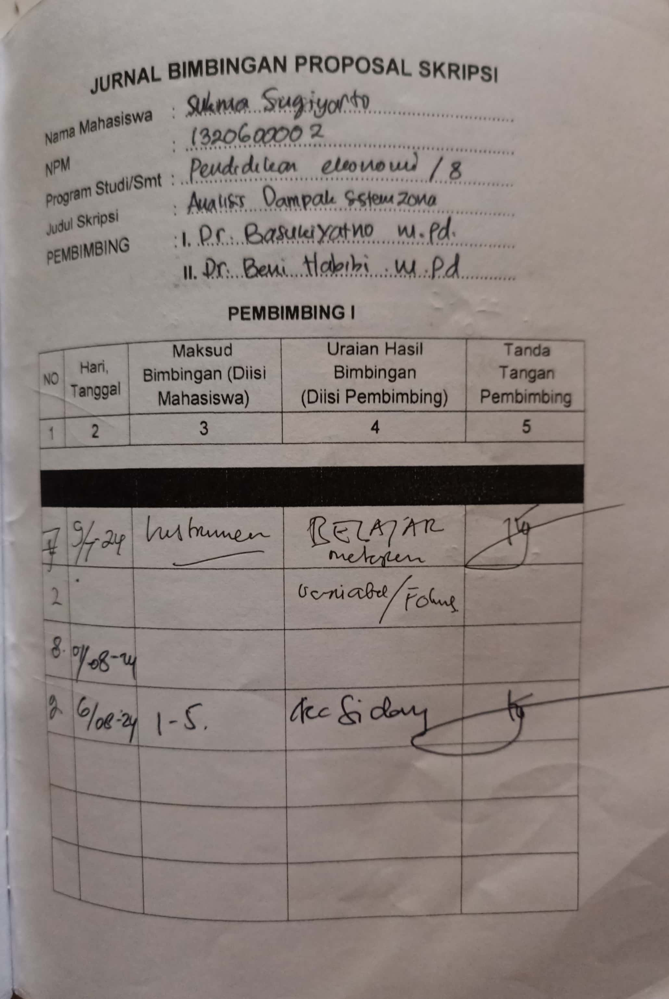 JURNAL BIMBINGAN PROPOSAL SKRIPSI
Nama Mahasiswa : Sukma Sugiyarto
NPM : 1320600002
Program Studi/Smt : Pendidikan ekonomi / 8
Judul Skripsi : Analisis Dampak Sistem Zona
PEMBIMBING : I. Dr. Basukiyatno M.Pd.
II. Dr. Beni Habibi. M.Pd
PEMBIMBING I
NO
Hari,
Tanggal
Maksud
Bimbingan (Diisi
Mahasiswa)
Uraian Hasil
Bimbingan
(Diisi Pembimbing)
Tanda
Tangan
Pembimbing
1 2 3 4 5
9/7-24 Instrumen BELAJAR
metopen
2 Variabel/Fokus
8. 01/08-24
9 6/08-24 1-5. Acc Sidang